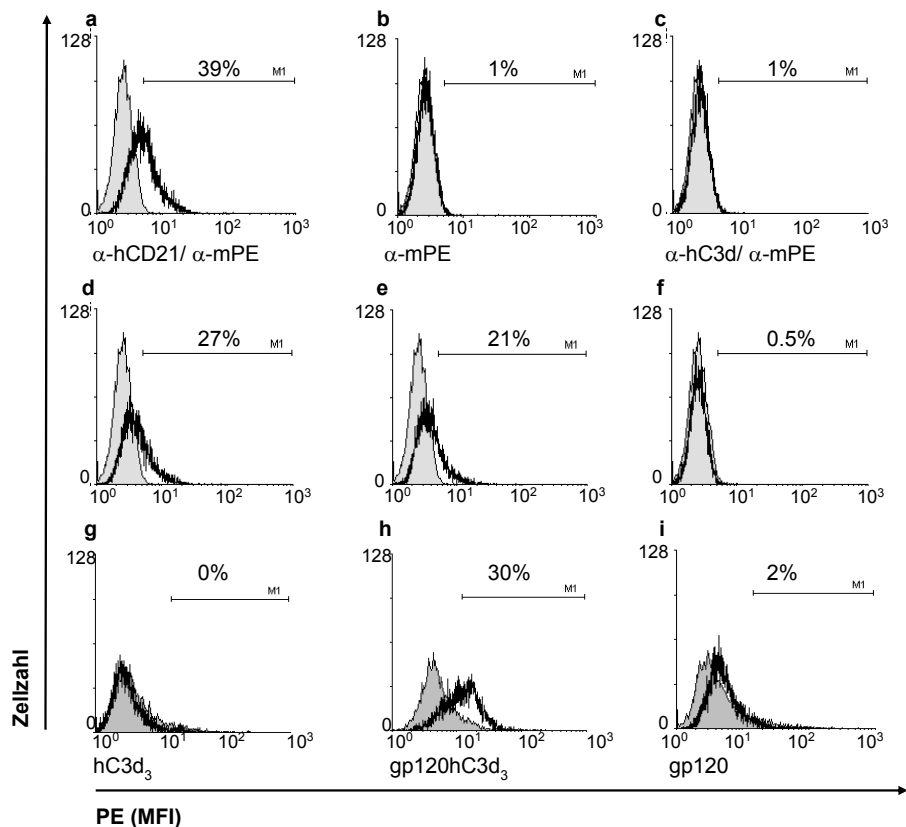 a b c
128 128 128
39% M1 1% M1 1% M1
0 0 0
10⁰ 10¹ 10² 10³ 10⁰ 10¹ 10² 10³ 10⁰ 10¹ 10² 10³
α-hCD21/ α-mPE α-mPE α-hC3d/ α-mPE
d e f
128 128 128
27% M1 21% M1 0.5% M1
0 0 0
10⁰ 10¹ 10² 10³ 10⁰ 10¹ 10² 10³ 10⁰ 10¹ 10² 10³
g h i
128 128 128
0% M1 30% M1 2% M1
0 0 0
10⁰ 10¹ 10² 10³ 10⁰ 10¹ 10² 10³ 10⁰ 10¹ 10² 10³
hC3d₃ gp120hC3d₃ gp120
Zellzahl
PE (MFI)